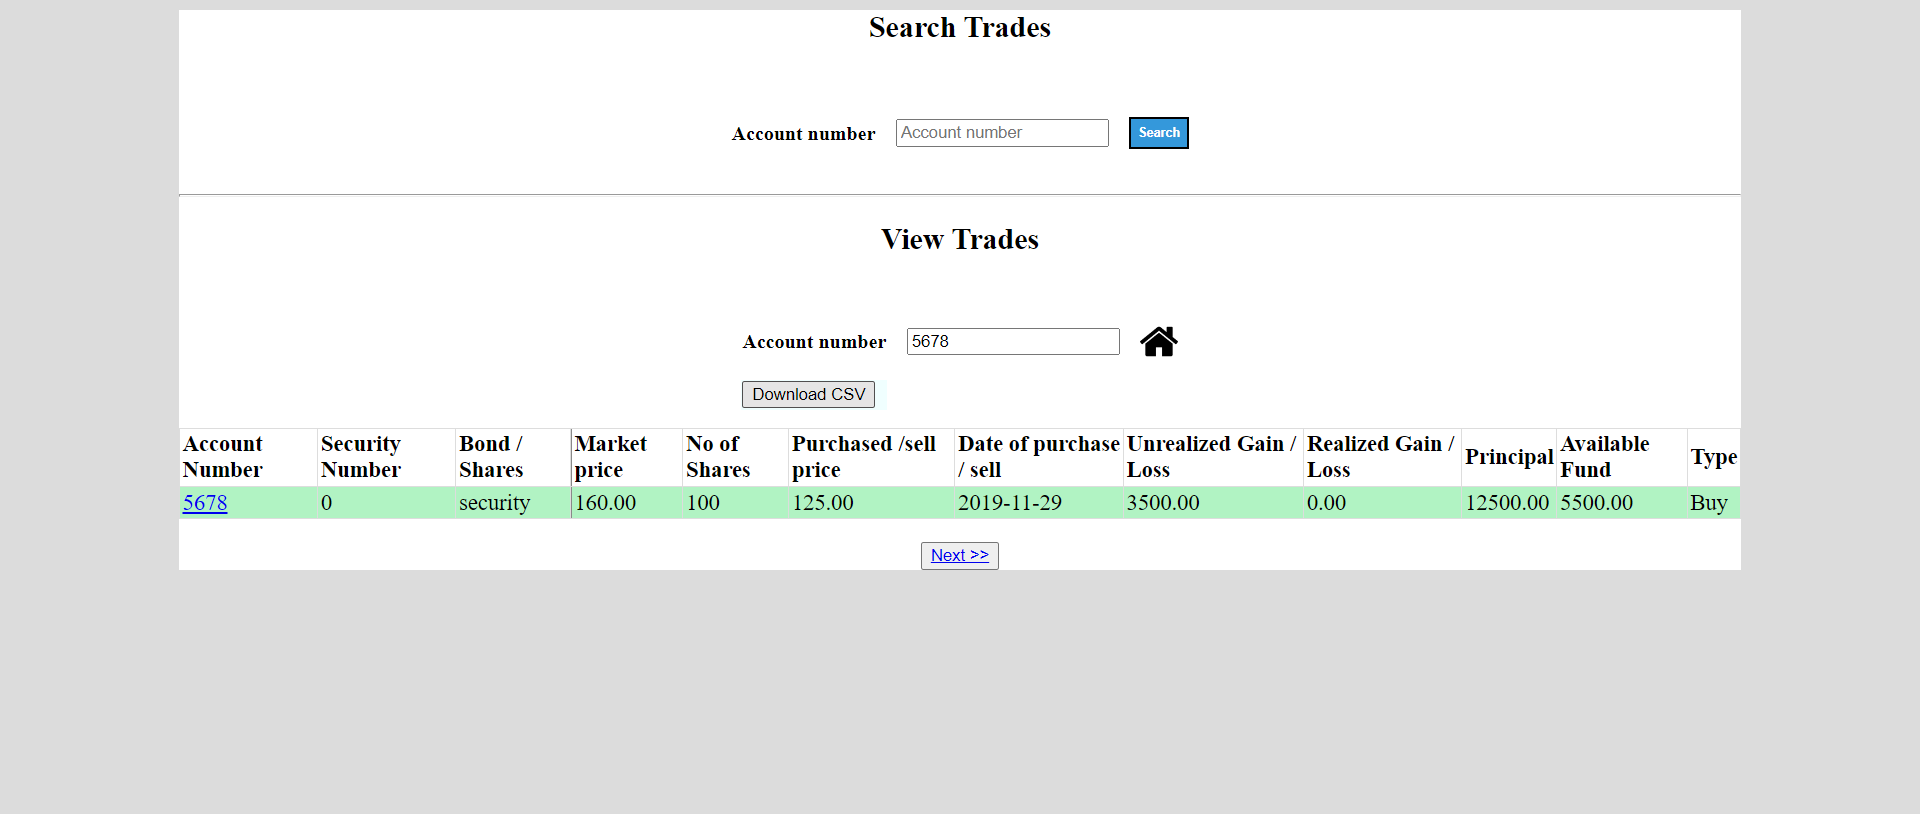 Search Trades
Account number Account number Search
View Trades
Account number 5678
Download CSV
Account Number Security Number Bond / Shares Market price No of Shares Purchased /sell price Date of purchase / sell Unrealized Gain / Loss Realized Gain / Loss Principal Available Fund Type
5678 0 security 160.00 100 125.00 2019-11-29 3500.00 0.00 12500.00 5500.00 Buy
Next >>